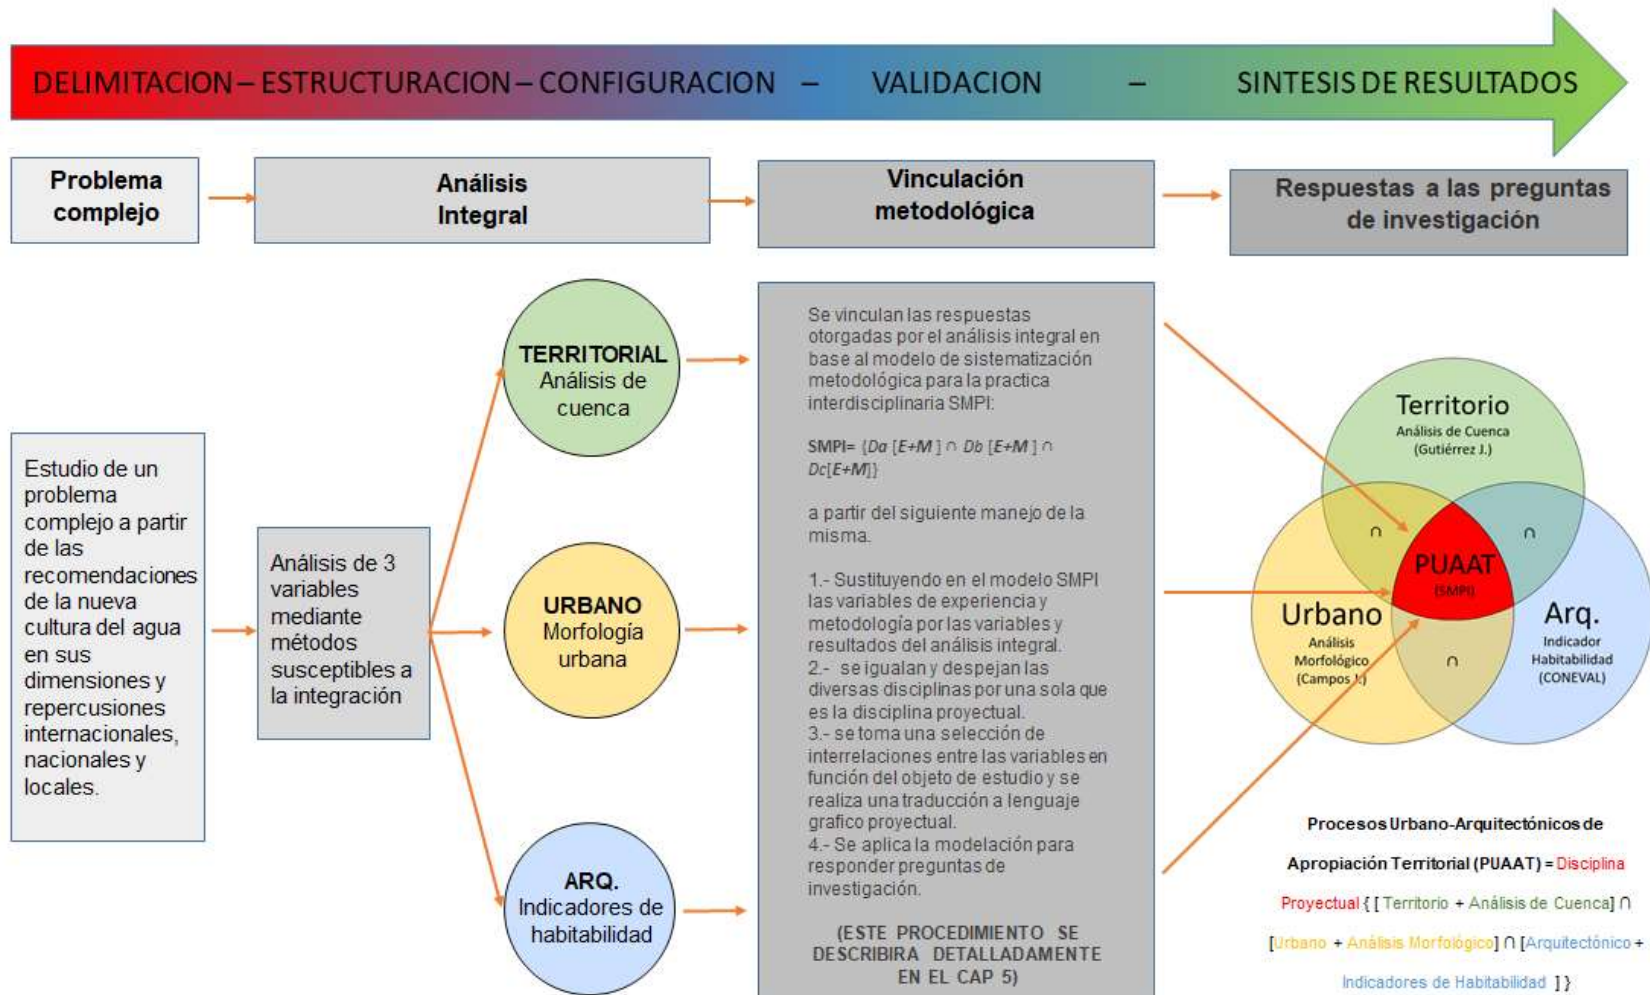 DELIMITACION – ESTRUCTURACION – CONFIGURACION – VALIDACION – SINTESIS DE RESULTADOS
Problema
complejo
Análisis
Integral
Vinculación
metodológica
Respuestas a las preguntas
de investigación
Estudio de un
problema
complejo a partir
de las
recomendaciones
de la nueva
cultura del agua
en sus
dimensiones y
repercusiones
internacionales,
nacionales y
locales.
Análisis de 3
variables
mediante
métodos
susceptibles a
la integración
TERRITORIAL
Análisis de
cuenca
URBANO
Morfología
urbana
ARQ.
Indicadores de
habitabilidad
Se vinculan las respuestas
otorgadas por el análisis integral en
base al modelo de sistematización
metodológica para la practica
interdisciplinaria SMPI:
SMPI= {Da [E+M ] ∩ Db [E+M ] ∩
Dc[E+M]}
a partir del siguiente manejo de la
misma.
1.- Sustituyendo en el modelo SMPI
las variables de experiencia y
metodología por las variables y
resultados del análisis integral.
2.- se igualan y despejan las
diversas disciplinas por una sola que
es la disciplina proyectual.
3.- se toma una selección de
interrelaciones entre las variables en
función del objeto de estudio y se
realiza una traducción a lenguaje
grafico proyectual.
4.- Se aplica la modelación para
responder preguntas de
investigación.
(ESTE PROCEDIMIENTO SE
DESCRIBIRA DETALLADAMENTE
EN EL CAP 5)
Territorio
Análisis de Cuenca
(Gutiérrez J.)
∩
∩
PUAAT
(SMPI)
Urbano
Análisis
Morfológico
(Campos J.)
Arq.
Indicador
Habitabilidad
(CONEVAL)
∩
Procesos Urbano-Arquitectónicos de
Apropiación Territorial (PUAAT) = Disciplina
Proyectual { [ Territorio + Análisis de Cuenca] ∩
[Urbano + Análisis Morfológico] ∩ [Arquitectónico +
Indicadores de Habitabilidad ] }